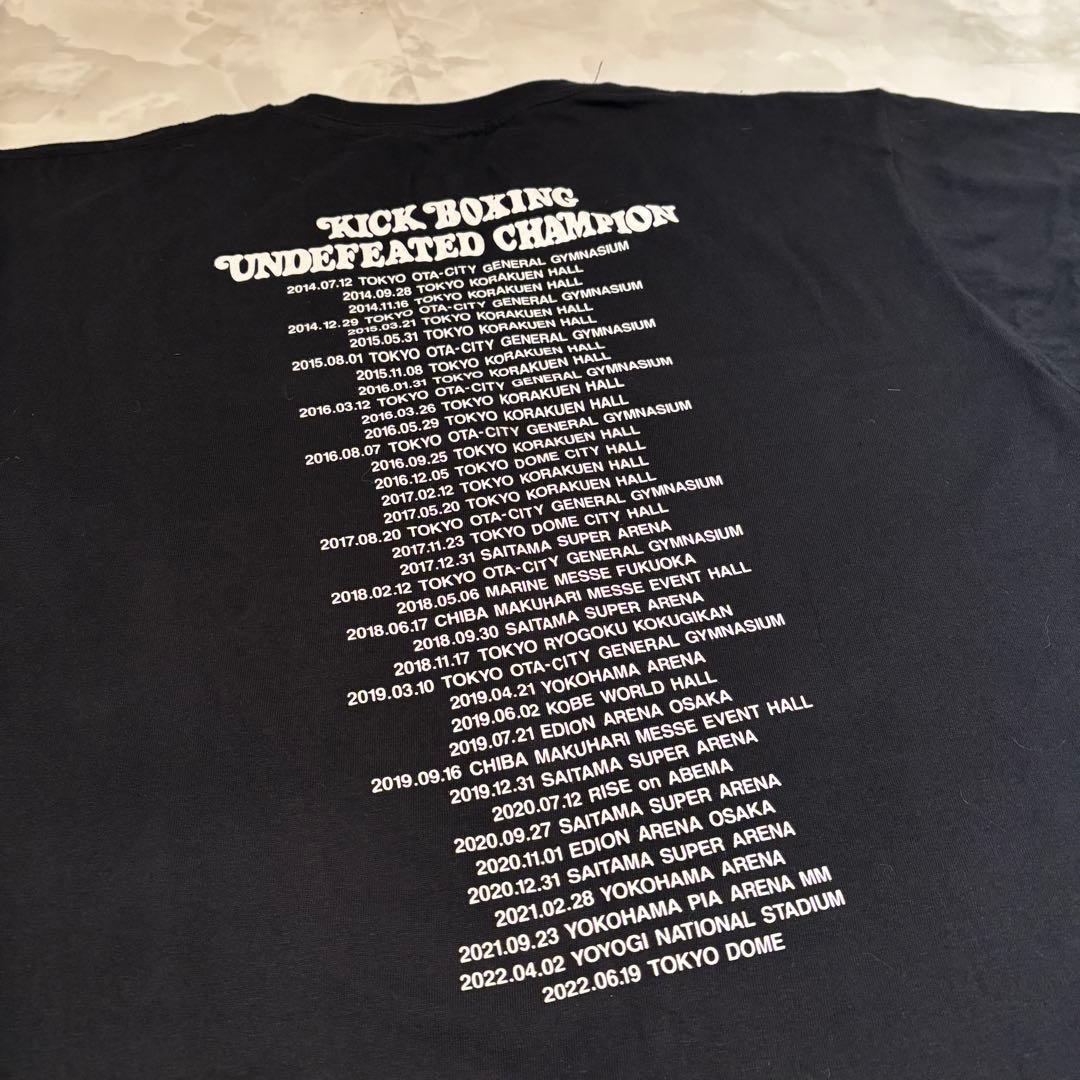 KICK BOXING
UNDEFEATED CHAMPION
2014.07.12 TOKYO OTA-CITY GENERAL GYMNASIUM
2014.09.28 TOKYO KORAKUEN HALL
2014.11.16 TOKYO KORAKUEN HALL
2014.12.29 TOKYO OTA-CITY GENERAL GYMNASIUM
2015.03.21 TOKYO KORAKUEN HALL
2015.05.31 TOKYO KORAKUEN HALL
2015.08.01 TOKYO OTA-CITY GENERAL GYMNASIUM
2015.11.08 TOKYO KORAKUEN HALL
2016.01.31 TOKYO KORAKUEN HALL
2016.03.12 TOKYO OTA-CITY GENERAL GYMNASIUM
2016.03.26 TOKYO KORAKUEN HALL
2016.05.29 TOKYO KORAKUEN HALL
2016.08.07 TOKYO OTA-CITY GENERAL GYMNASIUM
2016.09.25 TOKYO KORAKUEN HALL
2016.12.05 TOKYO DOME CITY HALL
2017.02.12 TOKYO KORAKUEN HALL
2017.05.20 TOKYO KORAKUEN HALL
2017.08.20 TOKYO OTA-CITY GENERAL GYMNASIUM
2017.11.23 TOKYO DOME CITY HALL
2017.12.31 SAITAMA SUPER ARENA
2018.02.12 TOKYO OTA-CITY GENERAL GYMNASIUM
2018.05.06 MARINE MESSE FUKUOKA
2018.06.17 CHIBA MAKUHARI MESSE EVENT HALL
2018.09.30 SAITAMA SUPER ARENA
2018.11.17 TOKYO RYOGOKU KOKUGIKAN
2019.03.10 TOKYO OTA-CITY GENERAL GYMNASIUM
2019.04.21 YOKOHAMA ARENA
2019.06.02 KOBE WORLD HALL
2019.07.21 EDION ARENA OSAKA
2019.09.16 CHIBA MAKUHARI MESSE EVENT HALL
2019.12.31 SAITAMA SUPER ARENA
2020.07.12 RISE on ABEMA
2020.09.27 SAITAMA SUPER ARENA
2020.11.01 EDION ARENA OSAKA
2020.12.31 SAITAMA SUPER ARENA
2021.02.28 YOKOHAMA ARENA
2021.09.23 YOKOHAMA PIA ARENA MM
2022.04.02 YOYOGI NATIONAL STADIUM
2022.06.19 TOKYO DOME